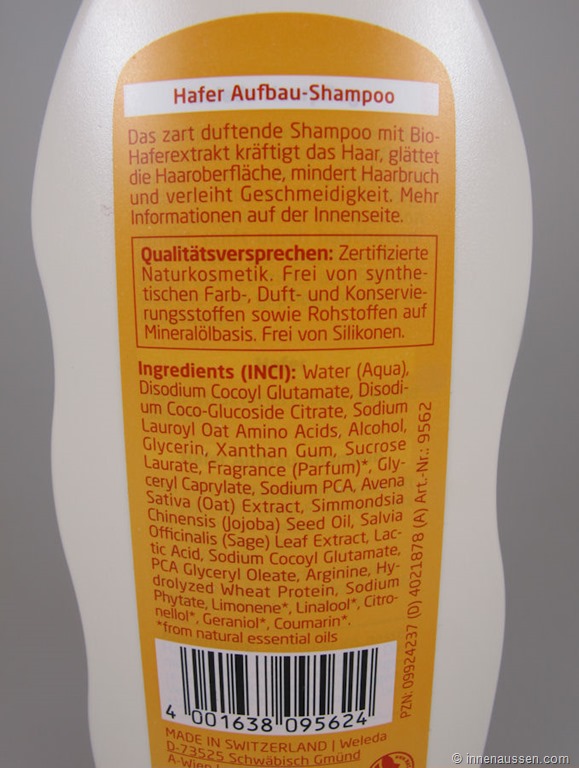 Hafer Aufbau-Shampoo
Das zart duftende Shampoo mit Bio-
Haferextrakt kräftigt das Haar, glättet
die Haaroberfläche, mindert Haarbruch
und verleiht Geschmeidigkeit. Mehr
Informationen auf der Innenseite.
Qualitätsversprechen: Zertifizierte
Naturkosmetik. Frei von synthe-
tischen Farb-, Duft- und Konservie-
rungsstoffen sowie Rohstoffen auf
Mineralölbasis. Frei von Silikonen.
Ingredients (INCI): Water (Aqua),
Disodium Cocoyl Glutamate, Disodi-
um Coco-Glucoside Citrate, Sodium
Lauroyl Oat Amino Acids, Alcohol,
Glycerin, Xanthan Gum, Sucrose
Laurate, Fragrance (Parfum)*, Gly-
ceryl Caprylate, Sodium PCA, Avena
Sativa (Oat) Extract, Simmondsia
Chinensis (Jojoba) Seed Oil, Salvia
Officinalis (Sage) Leaf Extract, Lac-
tic Acid, Sodium Cocoyl Glutamate,
PCA Glyceryl Oleate, Arginine, Hy-
drolyzed Wheat Protein, Sodium
Phytate, Limonene*, Linalool*, Citro-
nellol*, Geraniol*, Coumarin*.
*from natural essential oils
PZN: 09924237 (D) 4021878 (A) Art.-Nr.: 9562
4 001638 095624
MADE IN SWITZERLAND | Weleda
D-73525 Schwäbisch Gmünd
A-Wien
© innenaussen.com